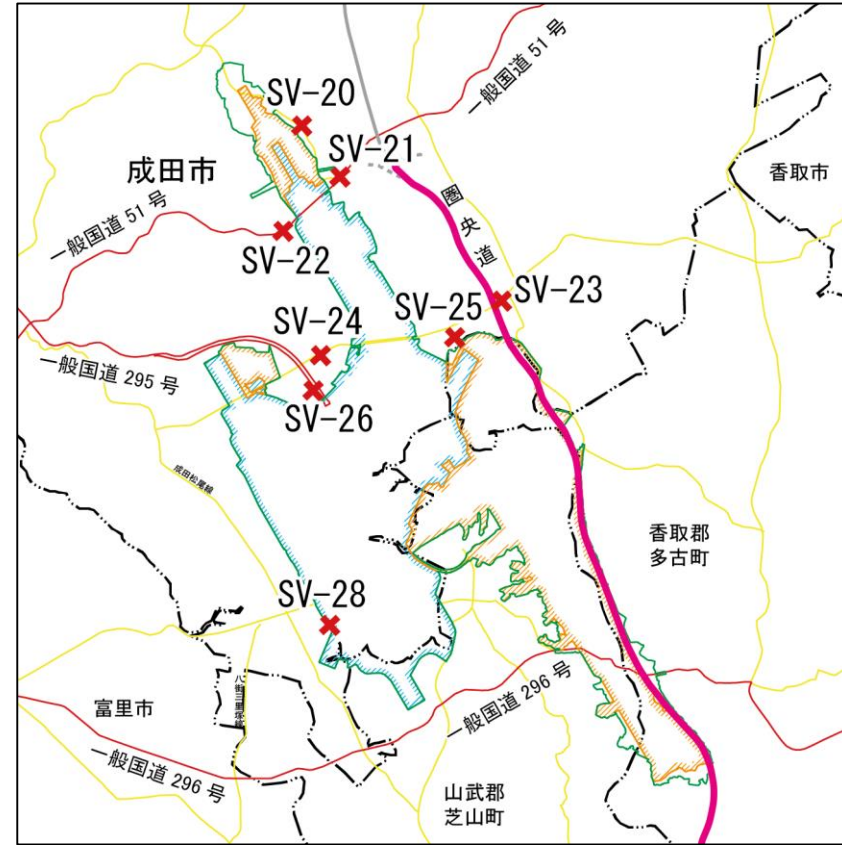 一般国道 51 号
SV-20
SV-21
成田市
香取市
圏央道
一般国道 51 号
SV-22
SV-23
SV-25
SV-24
一般国道 295 号
SV-26
成田松尾線
香取郡
多古町
SV-28
八街三里塚線
富里市
一般国道 296 号
一般国道 296 号
山武郡
芝山町